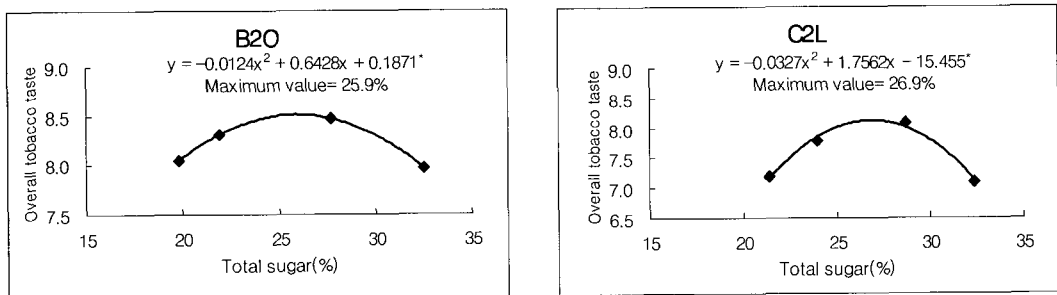 B2O
y = −0.0124x² + 0.6428x + 0.1871*
Maximum value= 25.9%
Overall tobacco taste
9.0
8.5
8.0
7.5
15 20 25 30 35
Total sugar(%)
C2L
y = −0.0327x² + 1.7562x − 15.455*
Maximum value= 26.9%
Overall tobacco taste
9.0
8.5
8.0
7.5
7.0
6.5
15 20 25 30 35
Total sugar(%)